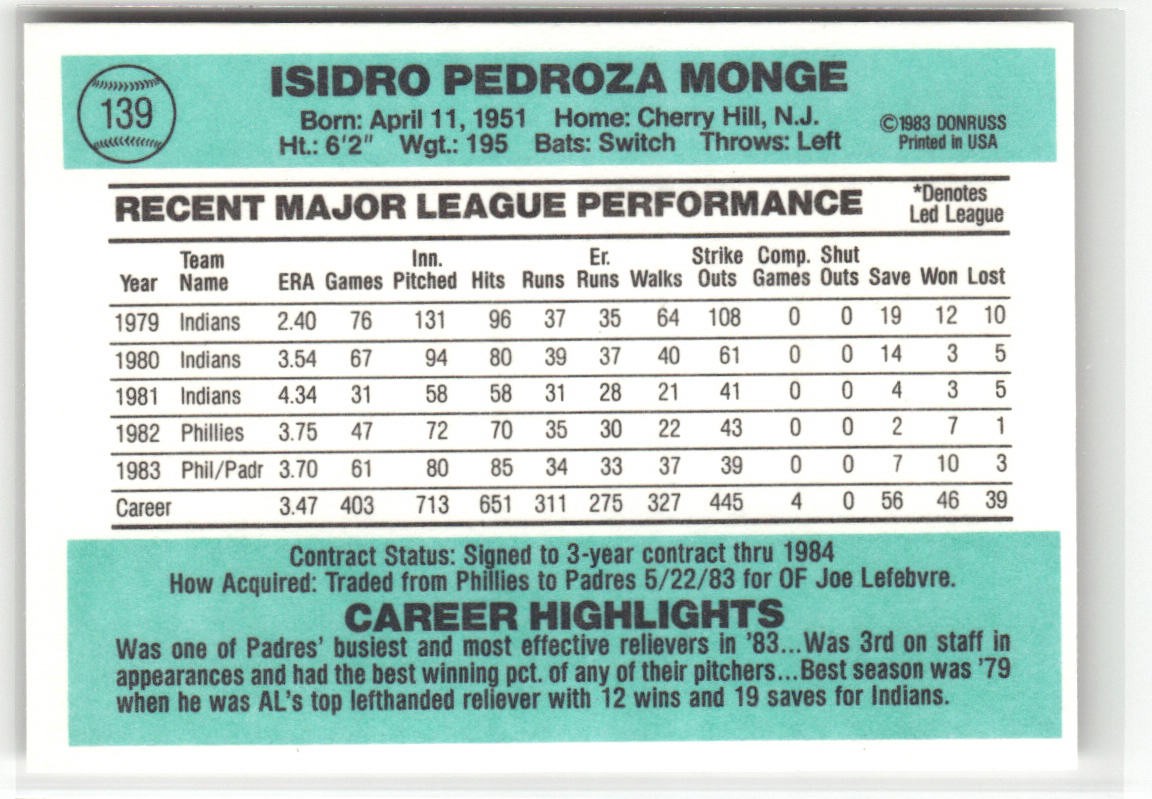 139
ISIDRO PEDROZA MONGE
Born: April 11, 1951 Home: Cherry Hill, N.J.
Ht.: 6'2" Wgt.: 195 Bats: Switch Throws: Left
©1983 DONRUSS
Printed in USA
RECENT MAJOR LEAGUE PERFORMANCE
*Denotes
Led League
Year Team Name ERA Games Inn. Pitched Hits Runs Er. Runs Walks Strike Outs Comp. Games Shut Outs Save Won Lost
1979 Indians 2.40 76 131 96 37 35 64 108 0 0 19 12 10
1980 Indians 3.54 67 94 80 39 37 40 61 0 0 14 3 5
1981 Indians 4.34 31 58 58 31 28 21 41 0 0 4 3 5
1982 Phillies 3.75 47 72 70 35 30 22 43 0 0 2 7 1
1983 Phil/Padr 3.70 61 80 85 34 33 37 39 0 0 7 10 3
Career 3.47 403 713 651 311 275 327 445 4 0 56 46 39
Contract Status: Signed to 3-year contract thru 1984
How Acquired: Traded from Phillies to Padres 5/22/83 for OF Joe Lefebvre.
CAREER HIGHLIGHTS
Was one of Padres' busiest and most effective relievers in '83...Was 3rd on staff in
appearances and had the best winning pct. of any of their pitchers...Best season was '79
when he was AL's top lefthanded reliever with 12 wins and 19 saves for Indians.